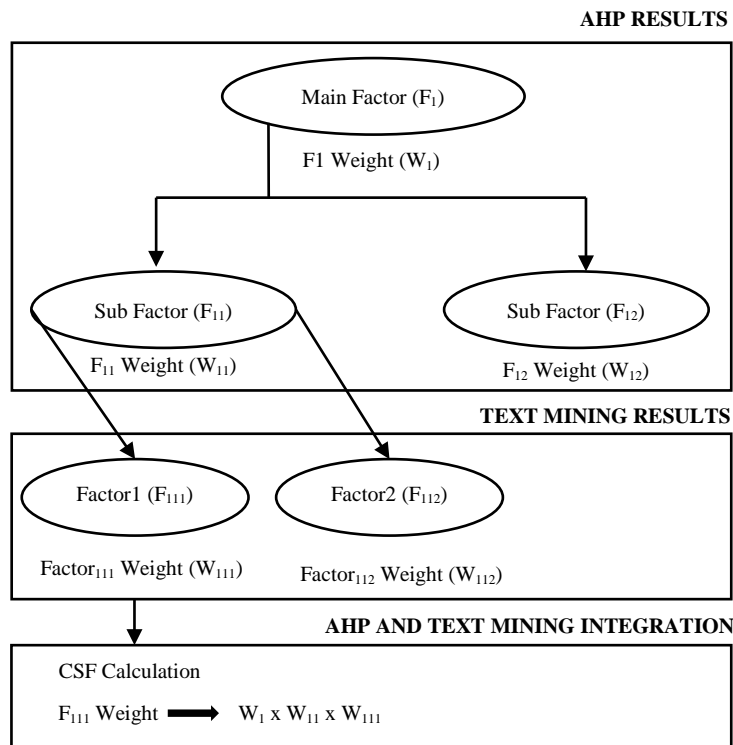 AHP RESULTS
Main Factor (F₁)
F1 Weight (W₁)
Sub Factor (F₁₁)
Sub Factor (F₁₂)
F₁₁ Weight (W₁₁)
F₁₂ Weight (W₁₂)
TEXT MINING RESULTS
Factor1 (F₁₁₁)
Factor2 (F₁₁₂)
Factor₁₁₁ Weight (W₁₁₁)
Factor₁₁₂ Weight (W₁₁₂)
AHP AND TEXT MINING INTEGRATION
CSF Calculation
F₁₁₁ Weight ➡ W₁ x W₁₁ x W₁₁₁